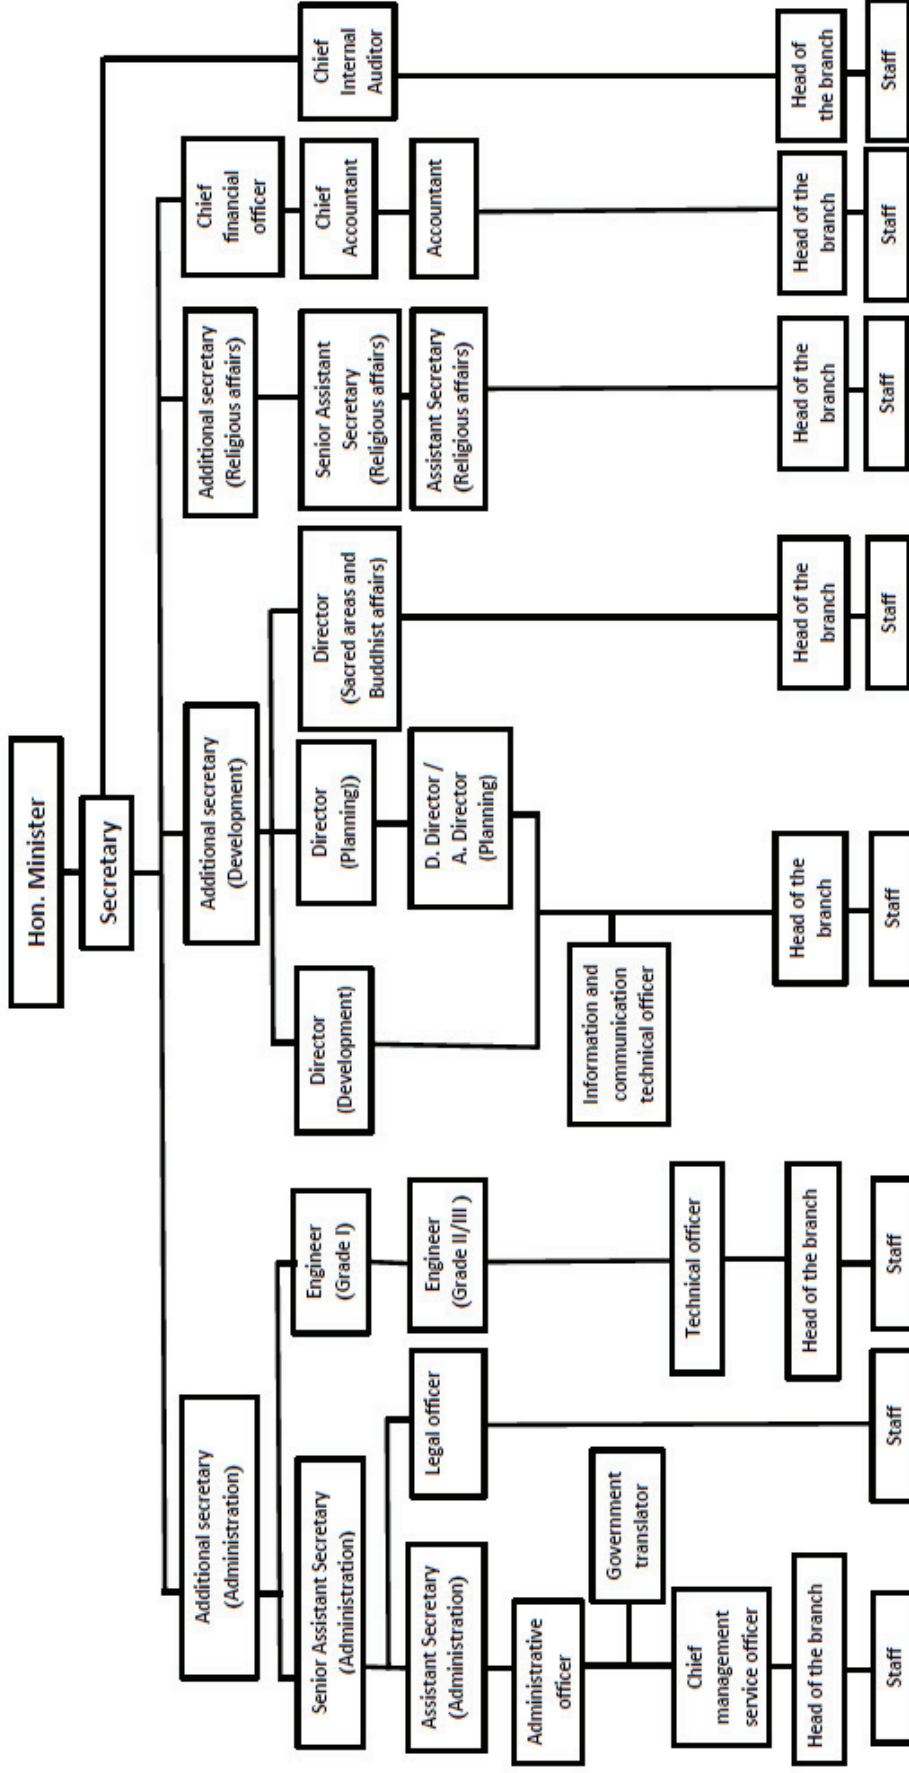 Hon. Minister
Secretary
Additional secretary
(Administration)
Additional secretary
(Development)
Additional secretary
(Religious affairs)
Chief
financial
officer
Senior Assistant Secretary
(Administration)
Engineer
(Grade I)
Director
(Development)
Director
(Planning))
Director
(Sacred areas and
Buddhist affairs)
Senior Assistant
Secretary
(Religious affairs)
Chief
Accountant
Chief
Internal
Auditor
Assistant Secretary
(Administration)
Legal officer
Engineer
(Grade II/III )
D. Director /
A. Director
(Planning)
Assistant Secretary
(Religious affairs)
Accountant
Administrative
officer
Government
translator
Information and
communication
technical officer
Chief
management
service officer
Technical officer
Head of the branch
Head of the branch
Head of the
branch
Head of the
branch
Head of the
branch
Head of the
branch
Head of
the branch
Staff
Staff
Staff
Staff
Staff
Staff
Staff
Staff